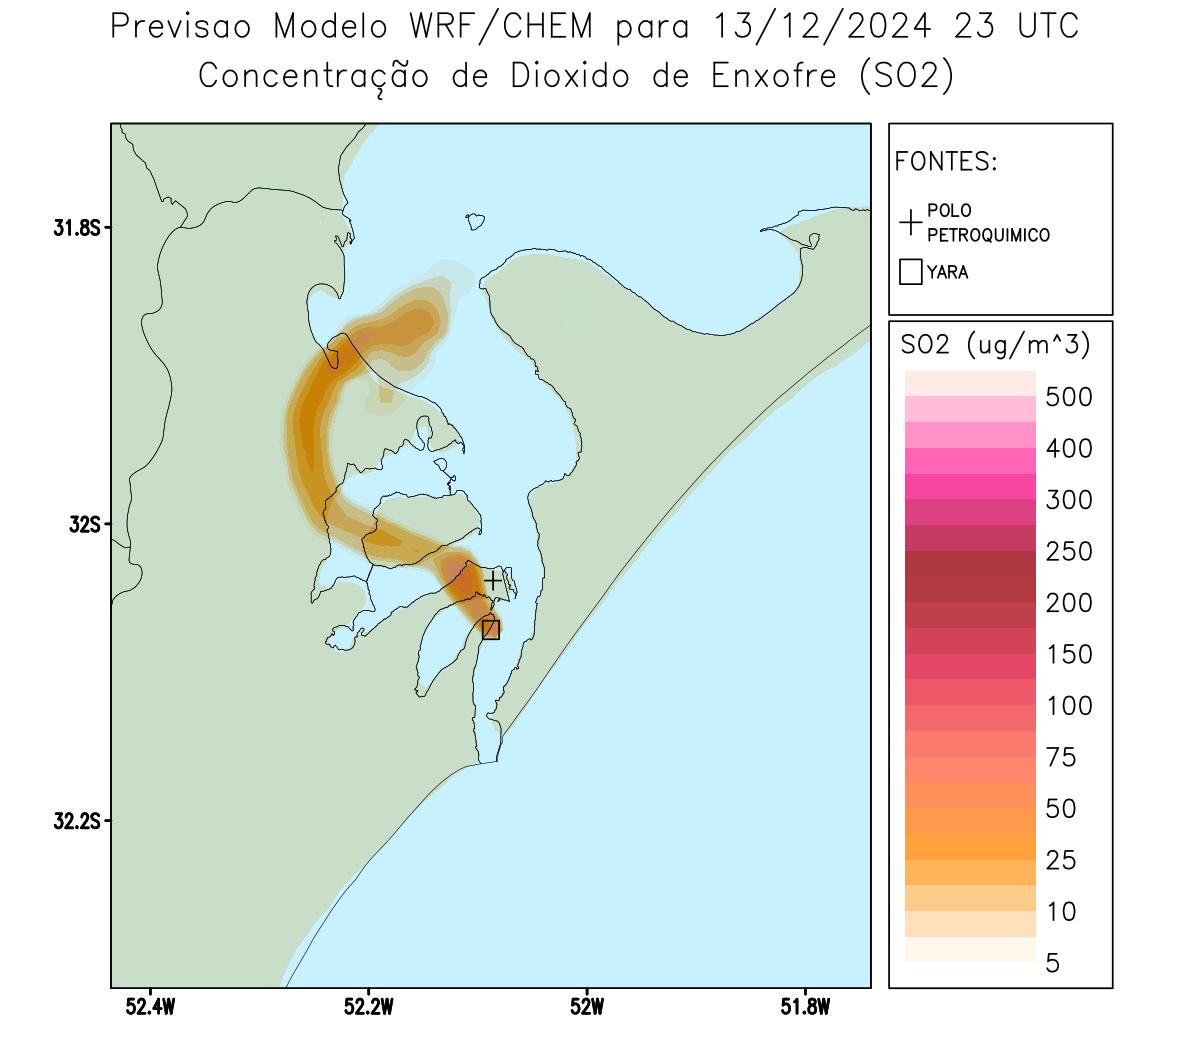 Previsao Modelo WRF/CHEM para 13/12/2024 23 UTC
Concentração de Dioxido de Enxofre (SO2)
31.8S
32S
32.2S
52.4W
52.2W
52W
51.8W
FONTES:
POLO
PETROQUIMICO
YARA
SO2 (ug/m^3)
500
400
300
250
200
150
100
75
50
25
10
5